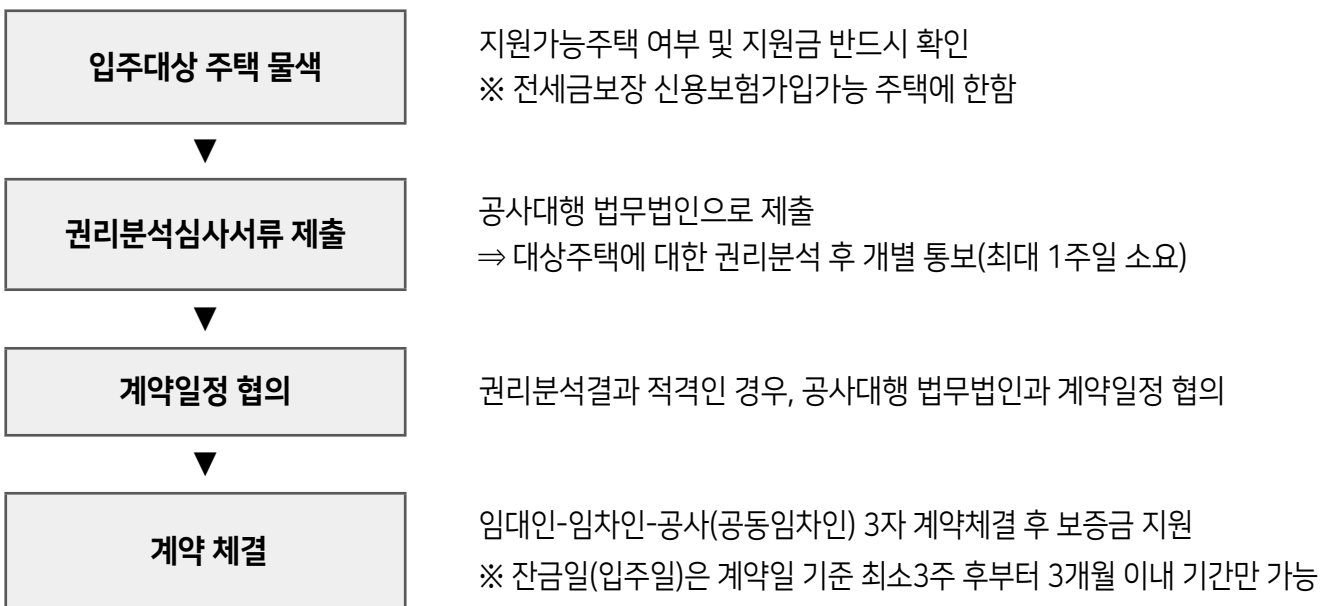 입주대상 주택 물색
지원가능주택 여부 및 지원금 반드시 확인
※ 전세금보장 신용보험가입가능 주택에 한함
▼
권리분석심사서류 제출
공사대행 법무법인으로 제출
⇒ 대상주택에 대한 권리분석 후 개별 통보(최대 1주일 소요)
▼
계약일정 협의
권리분석결과 적격인 경우, 공사대행 법무법인과 계약일정 협의
▼
계약 체결
임대인-임차인-공사(공동임차인) 3자 계약체결 후 보증금 지원
※ 잔금일(입주일)은 계약일 기준 최소3주 후부터 3개월 이내 기간만 가능